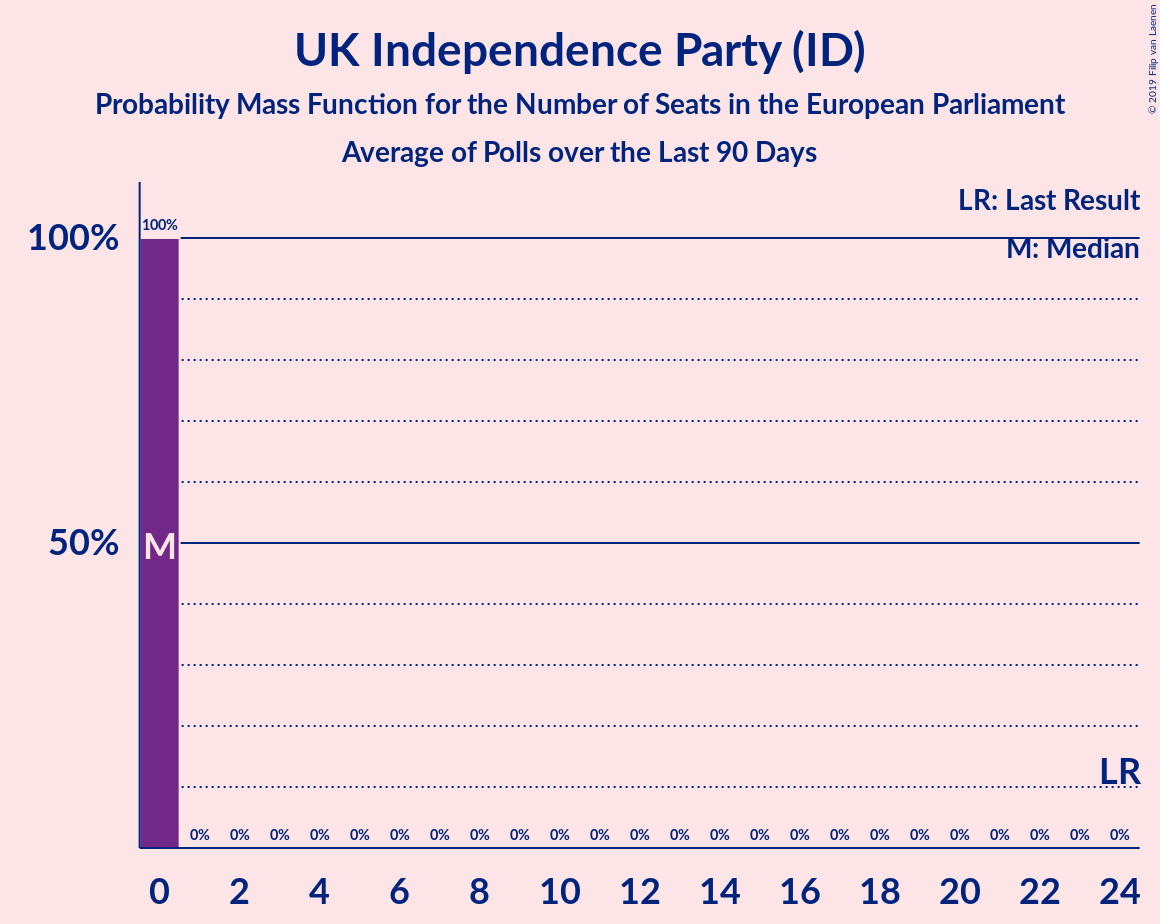 UK Independence Party (ID)
Probability Mass Function for the Number of Seats in the European Parliament
Average of Polls over the Last 90 Days
© 2019 Filip van Laenen
LR: Last Result
M: Median
100%
100%
50%
M
LR
0% 0% 0% 0% 0% 0% 0% 0% 0% 0% 0% 0% 0% 0% 0% 0% 0% 0% 0% 0% 0% 0% 0% 0%
0 2 4 6 8 10 12 14 16 18 20 22 24